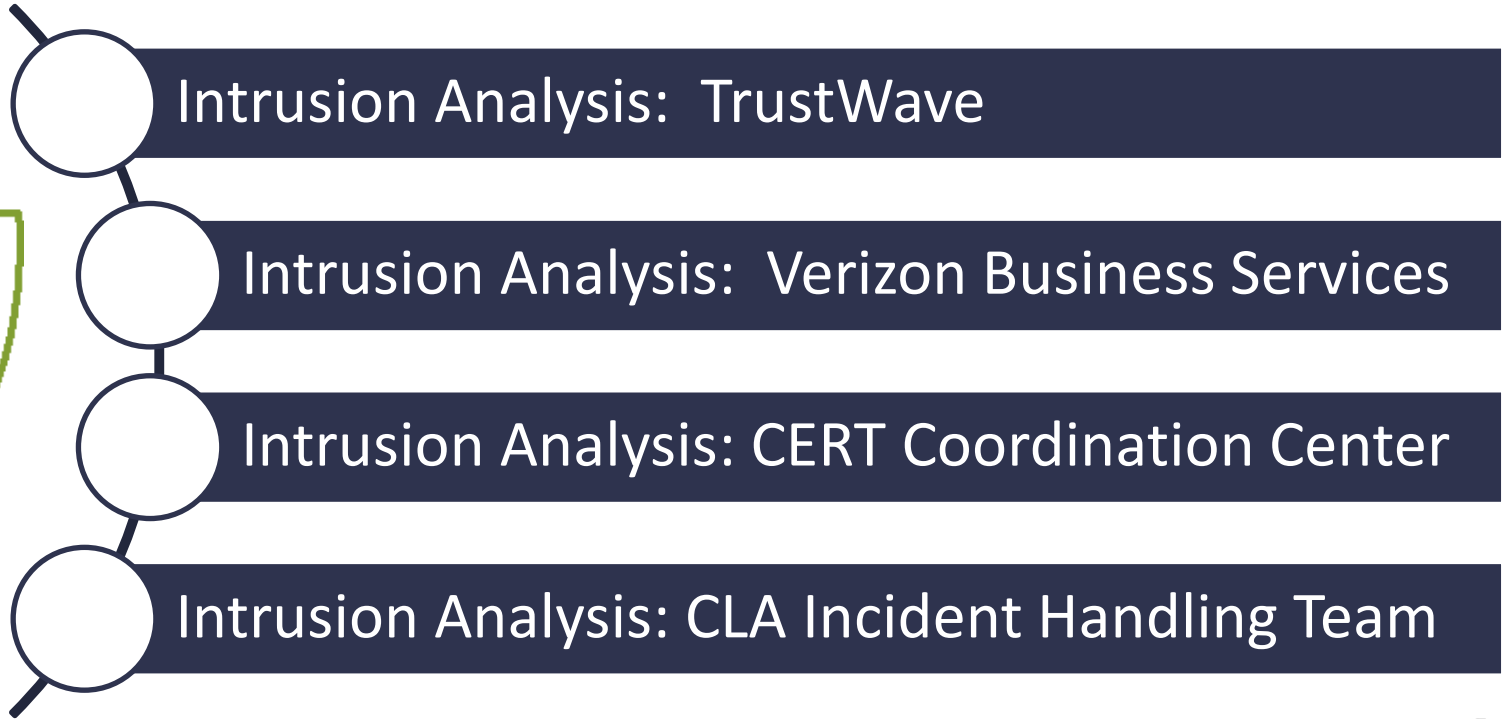 Intrusion Analysis:  TrustWave
Intrusion Analysis:  Verizon Business Services
Intrusion Analysis: CERT Coordination Center
Intrusion Analysis: CLA Incident Handling Team